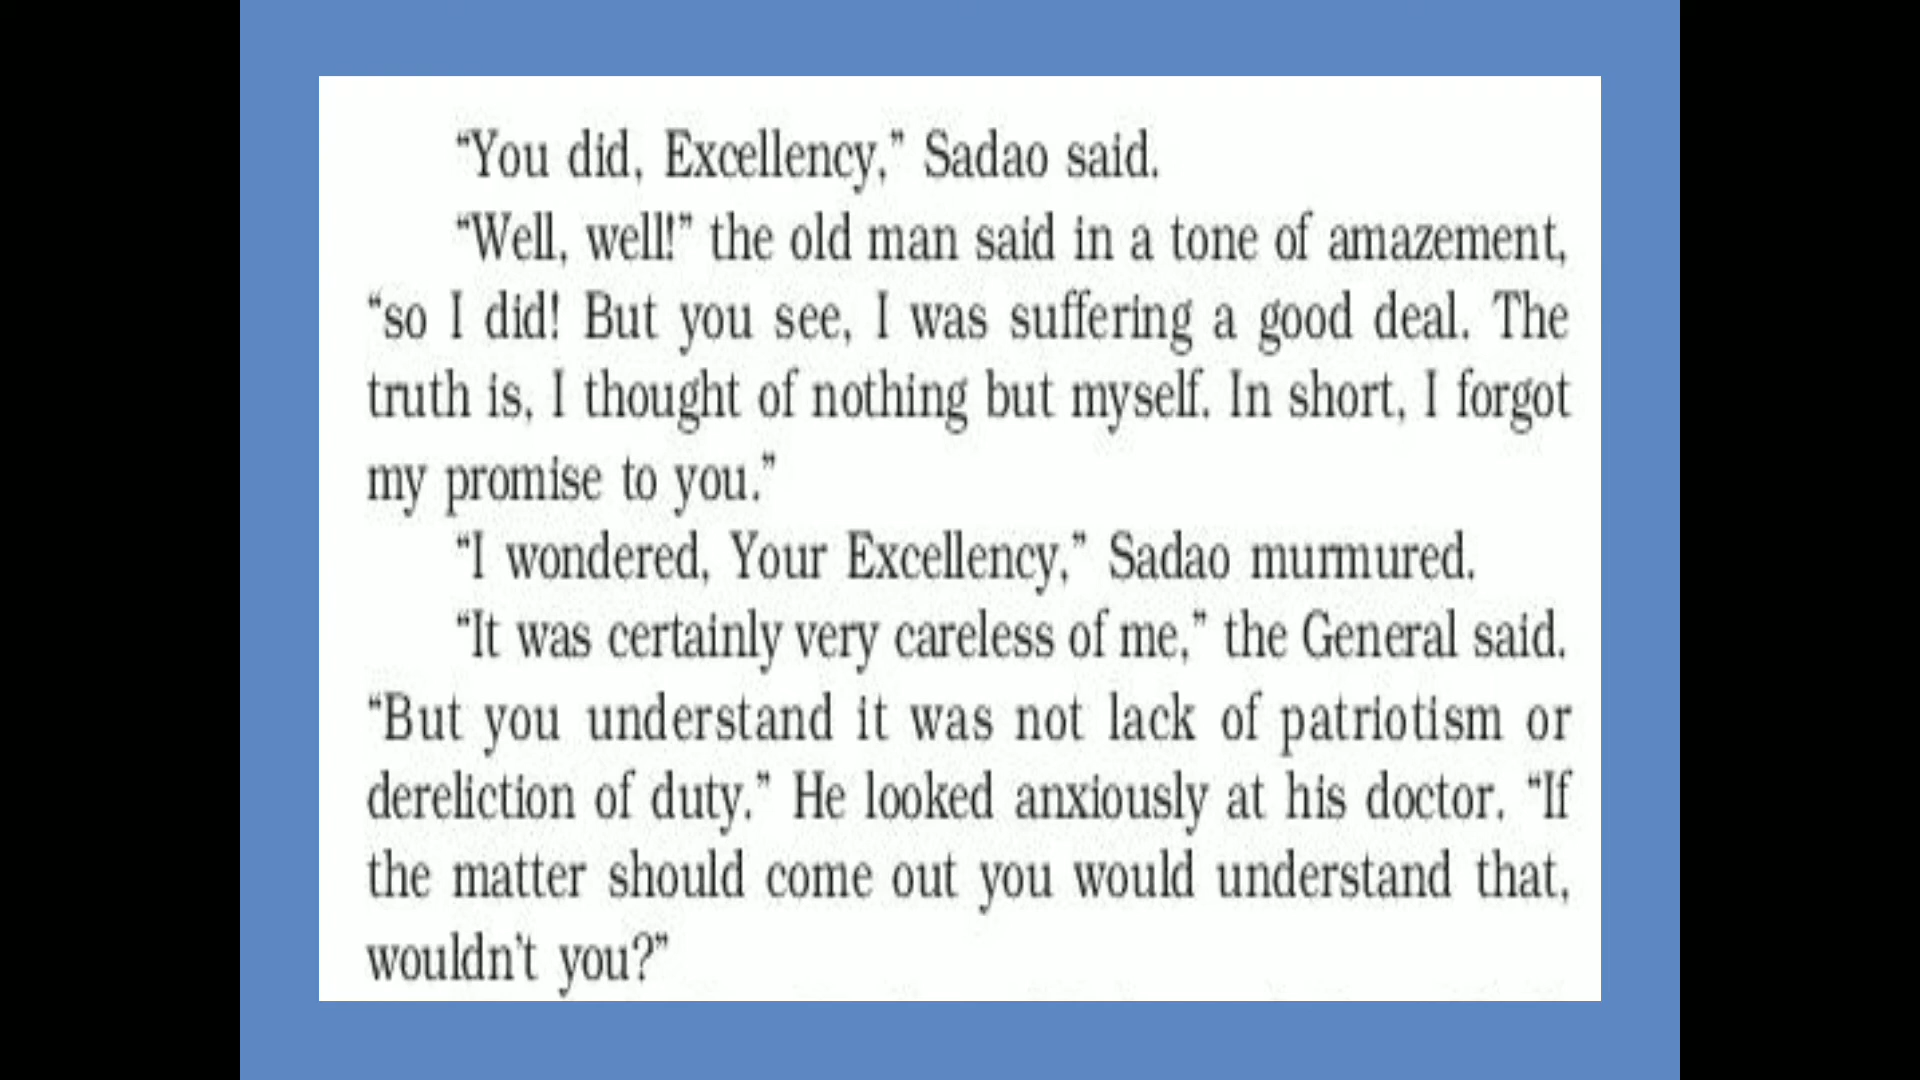 “You did, Excellency,” Sadao said.
“Well, well!” the old man said in a tone of amazement,
“so I did! But you see, I was suffering a good deal. The
truth is, I thought of nothing but myself. In short, I forgot
my promise to you.”
“I wondered, Your Excellency,” Sadao murmured.
“It was certainly very careless of me,” the General said.
“But you understand it was not lack of patriotism or
dereliction of duty.” He looked anxiously at his doctor. “If
the matter should come out you would understand that,
wouldn’t you?”